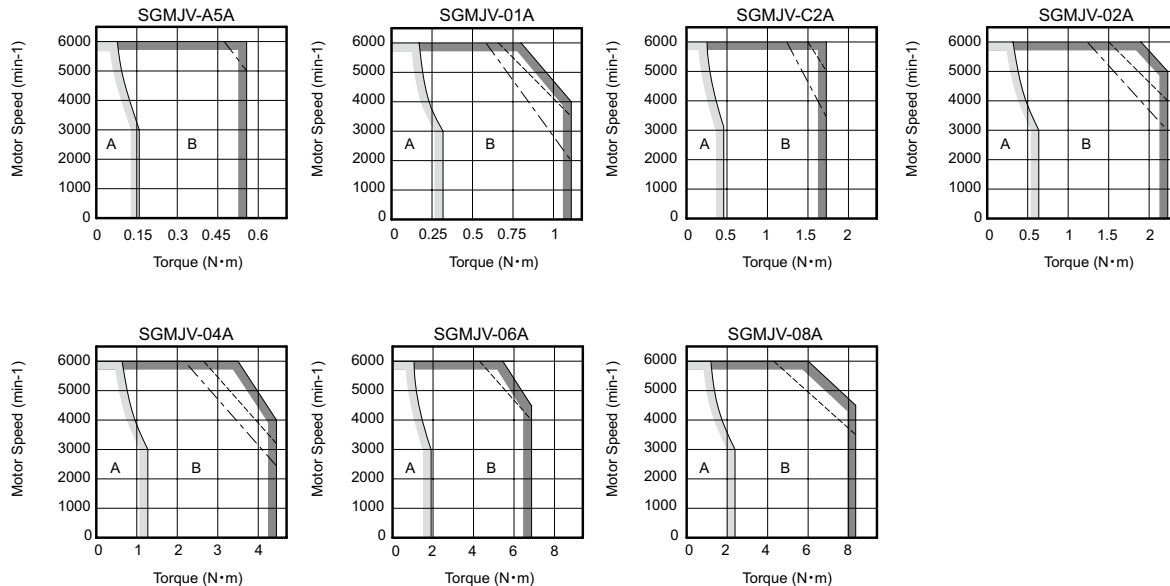 SGMJV-A5A
Motor Speed (min-1)
6000
5000
4000
3000
2000
1000
0
A
B
0 0.15 0.3 0.45 0.6
Torque (N•m)
SGMJV-01A
Motor Speed (min-1)
6000
5000
4000
3000
2000
1000
0
A
B
0 0.25 0.5 0.75 1
Torque (N•m)
SGMJV-C2A
Motor Speed (min-1)
6000
5000
4000
3000
2000
1000
0
A
B
0 0.5 1 1.5 2
Torque (N•m)
SGMJV-02A
Motor Speed (min-1)
6000
5000
4000
3000
2000
1000
0
A
B
0 0.5 1 1.5 2
Torque (N•m)
SGMJV-04A
Motor Speed (min-1)
6000
5000
4000
3000
2000
1000
0
A
B
0 1 2 3 4
Torque (N•m)
SGMJV-06A
Motor Speed (min-1)
6000
5000
4000
3000
2000
1000
0
A
B
0 2 4 6 8
Torque (N•m)
SGMJV-08A
Motor Speed (min-1)
6000
5000
4000
3000
2000
1000
0
A
B
0 2 4 6 8
Torque (N•m)